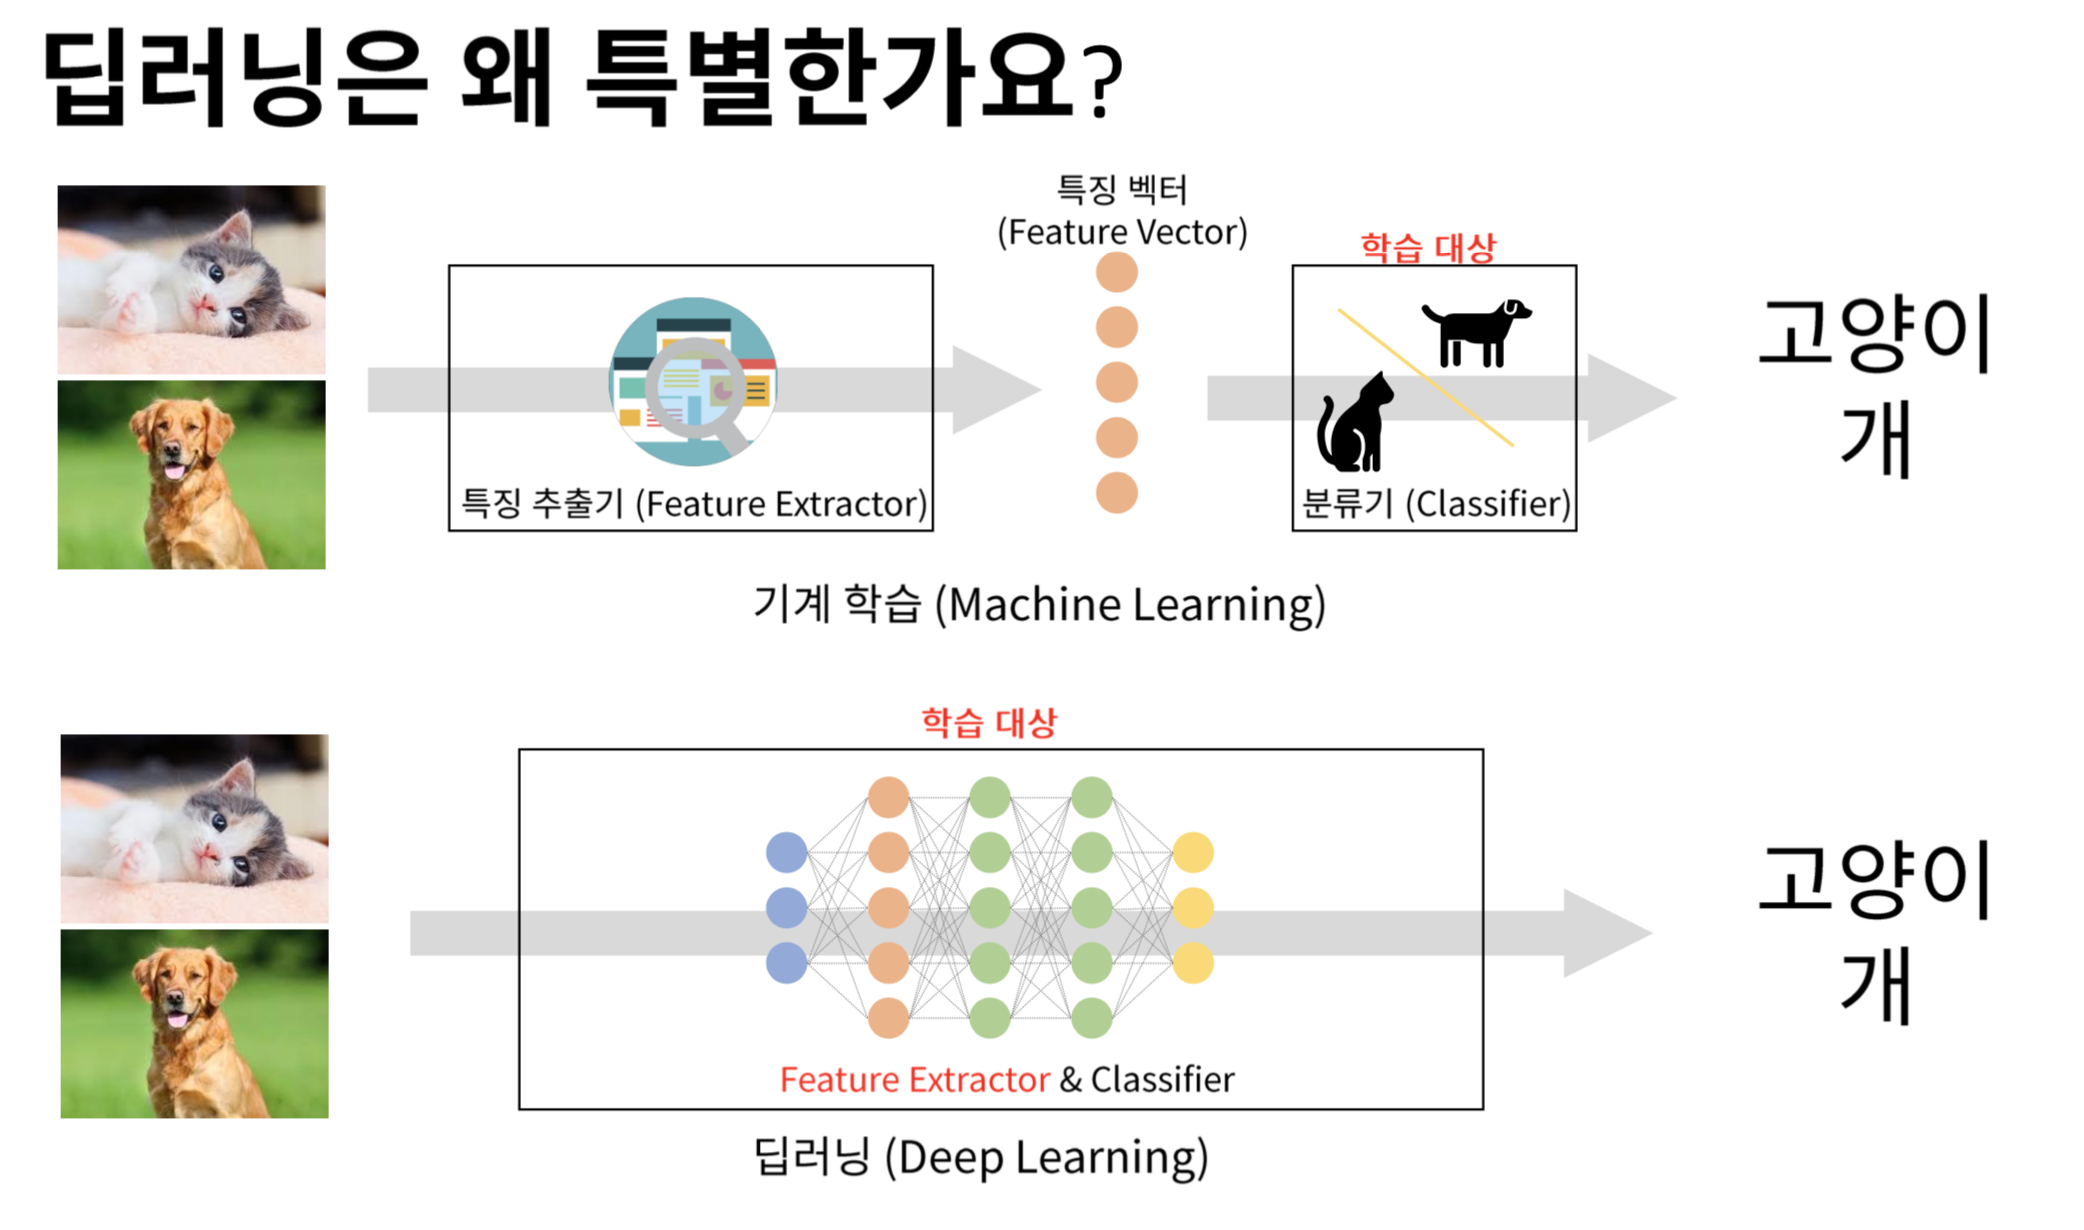 딥러닝은 왜 특별한가요?
특징 벡터
(Feature Vector)
학습 대상
특징 추출기 (Feature Extractor)
분류기 (Classifier)
고양이
개
기계 학습 (Machine Learning)
학습 대상
Feature Extractor & Classifier
고양이
개
딥러닝 (Deep Learning)